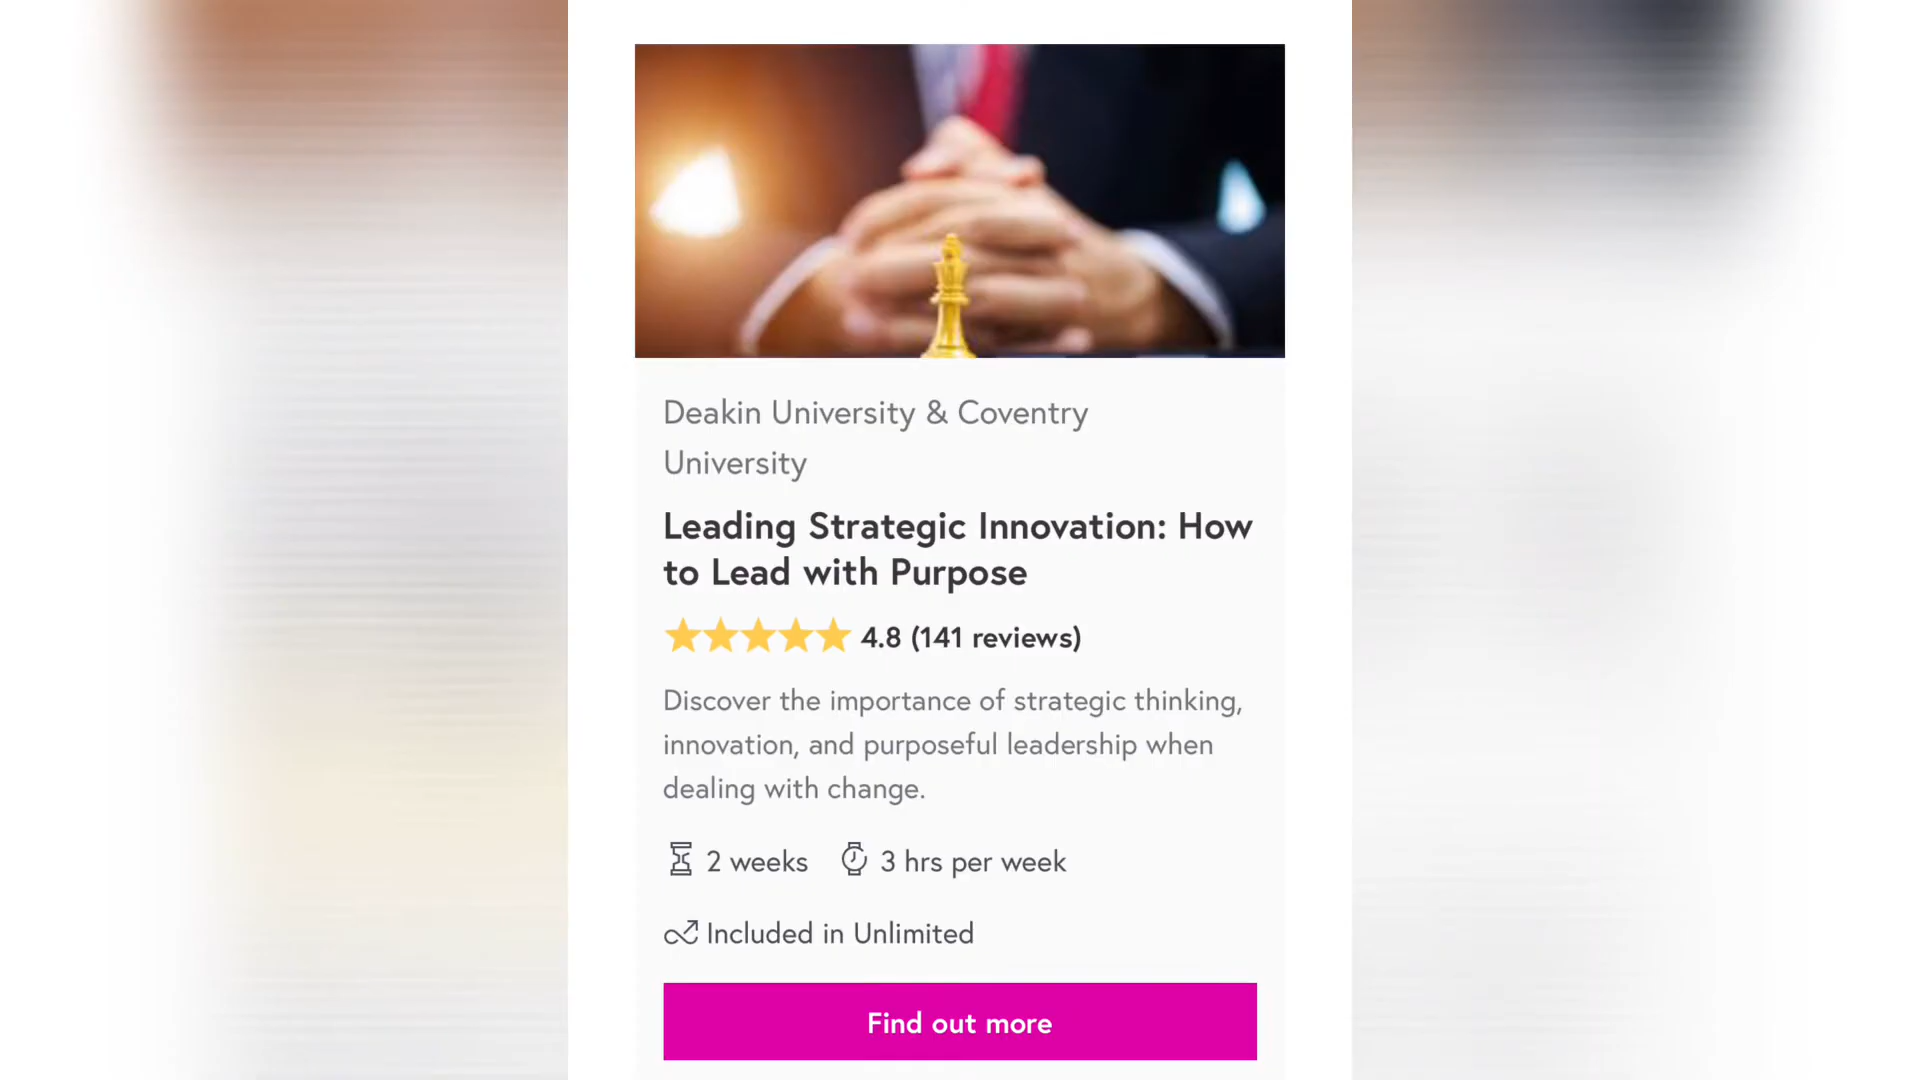 Deakin University & Coventry
University
Leading Strategic Innovation: How
to Lead with Purpose
4.8 (141 reviews)
Discover the importance of strategic thinking,
innovation, and purposeful leadership when
dealing with change.
2 weeks 3 hrs per week
Included in Unlimited
Find out more